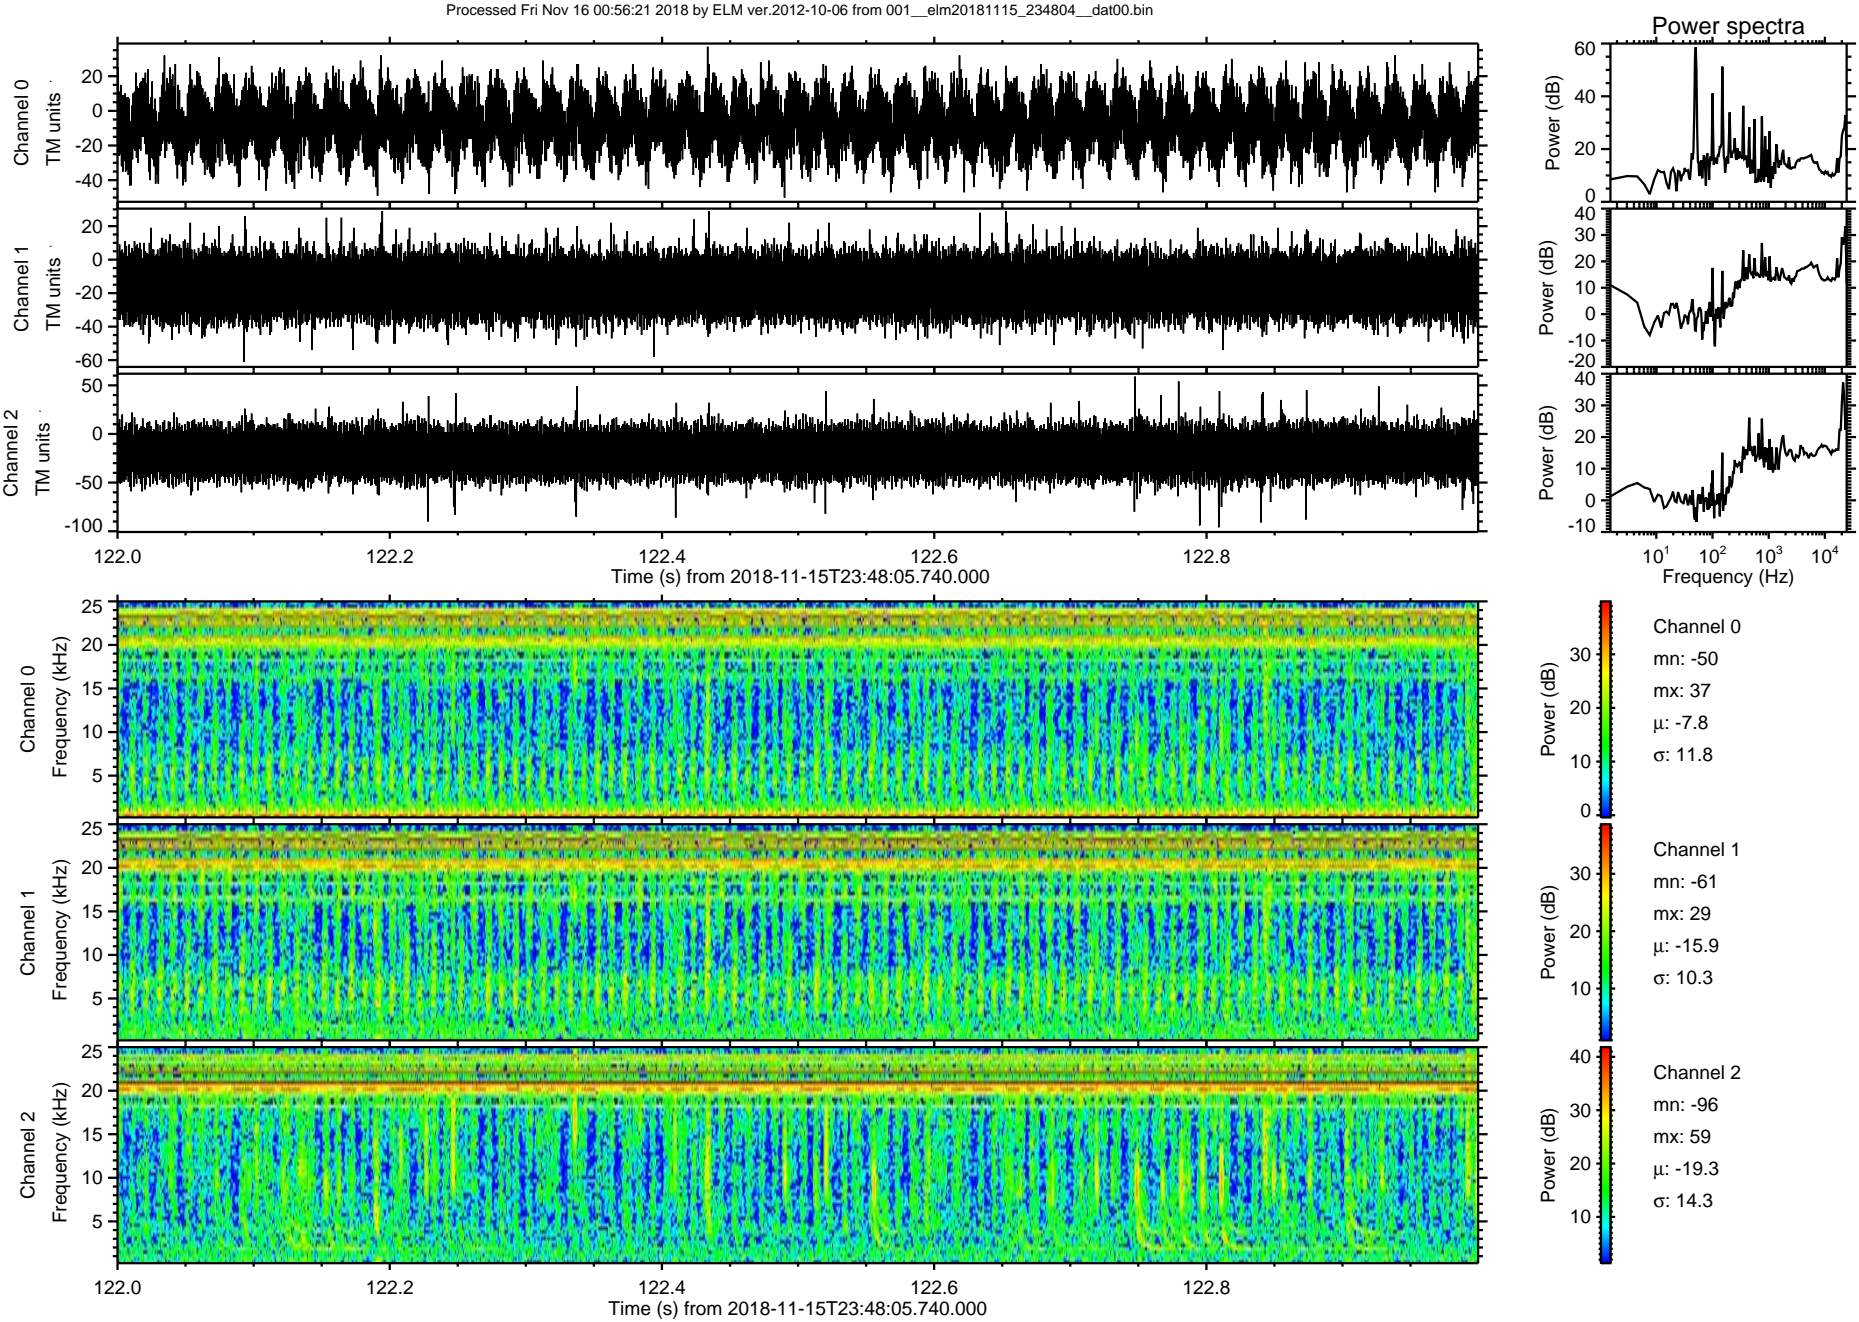 Processed Fri Nov 16 00:56:21 2018 by ELM ver.2012-10-06 from 001__elm20181115_234804__dat00.bin
Power spectra
Channel 0
TM units
20
0
-20
-40
Power (dB)
60
40
20
0
Channel 1
TM units
20
0
-20
-40
-60
Power (dB)
40
30
20
10
0
-10
-20
Channel 2
TM units
50
0
-50
-100
Power (dB)
40
30
20
10
0
-10
122.0 122.2 122.4 122.6 122.8
Time (s) from 2018-11-15T23:48:05.740.000
10¹ 10² 10³ 10⁴
Frequency (Hz)
Channel 0
Frequency (kHz)
25
20
15
10
5
Power (dB)
30
20
10
0
Channel 0
mn: -50
mx: 37
μ: -7.8
σ: 11.8
Channel 1
Frequency (kHz)
25
20
15
10
5
Power (dB)
30
20
10
Channel 1
mn: -61
mx: 29
μ: -15.9
σ: 10.3
Channel 2
Frequency (kHz)
25
20
15
10
5
Power (dB)
40
30
20
10
Channel 2
mn: -96
mx: 59
μ: -19.3
σ: 14.3
122.0 122.2 122.4 122.6 122.8
Time (s) from 2018-11-15T23:48:05.740.000